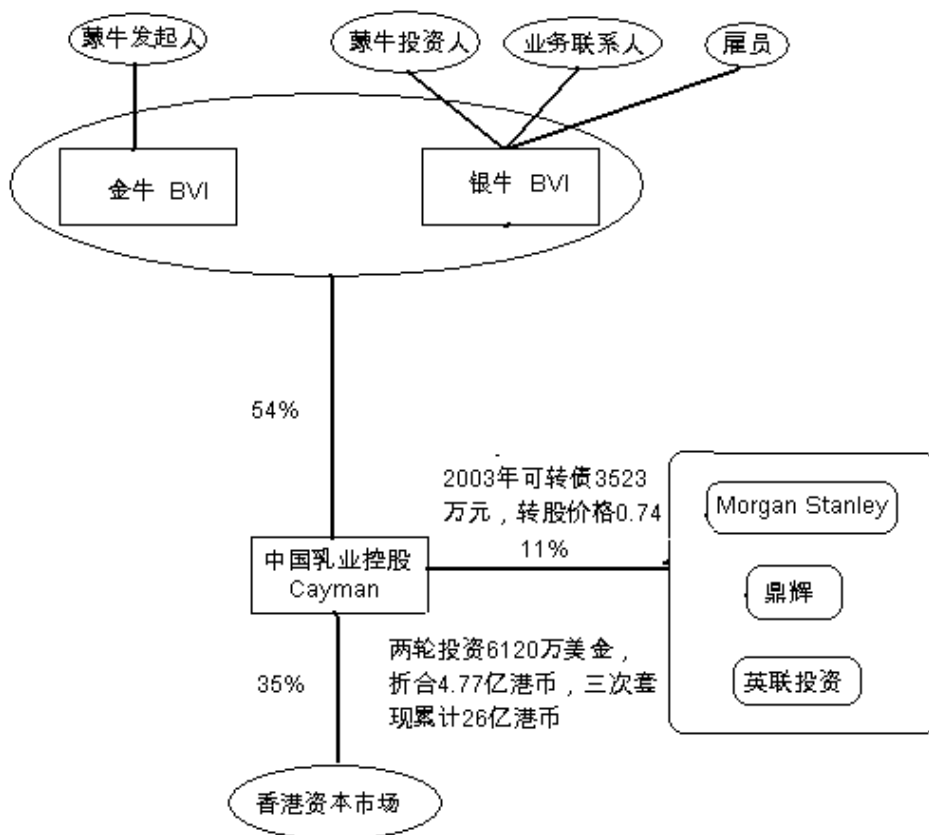 蒙牛发起人
蒙牛投资人
业务联系人
雇员
金牛 BVI
银牛 BVI
54%
2003年可转债3523
万元，转股价格0.74
11%
Morgan Stanley
鼎辉
英联投资
中国乳业控股
Cayman
35%
两轮投资6120万美金，
折合4.77亿港币，三次套
现累计26亿港币
香港资本市场